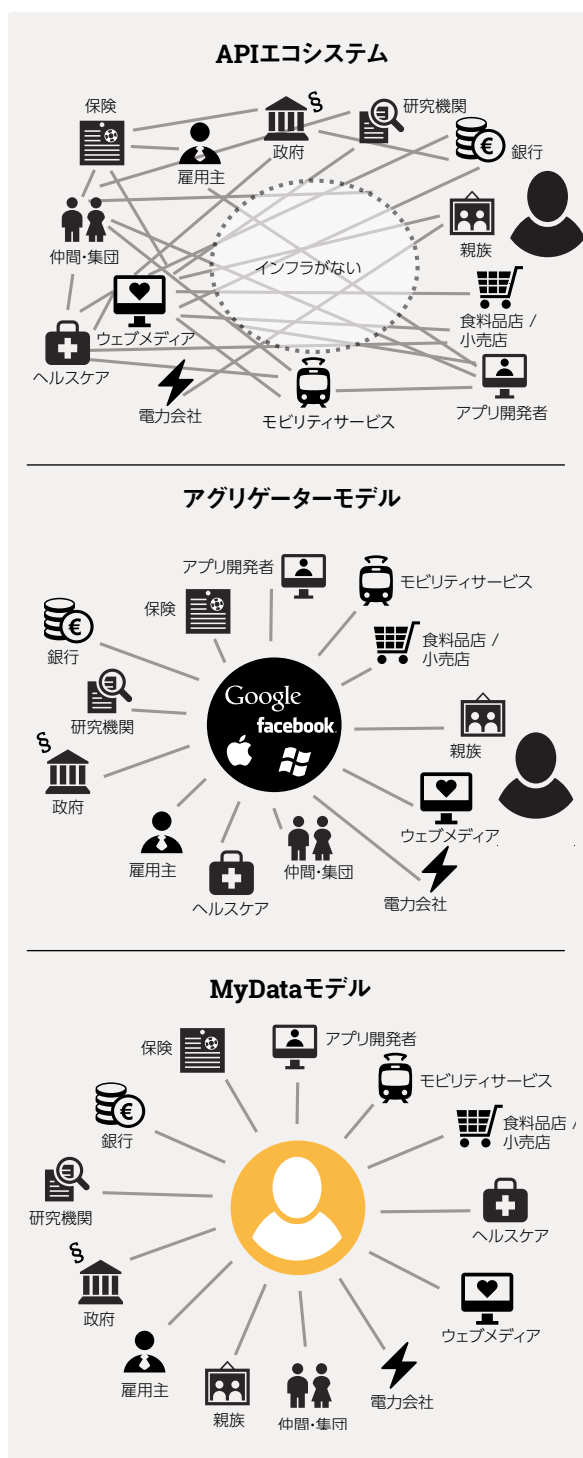 APIエコシステム
保険
§
研究機関
政府
銀行
雇用主
親族
仲間・集団
インフラがない
ウェブメディア
食料品店 /
小売店
ヘルスケア
電力会社
モビリティサービス
アプリ開発者
アグリゲーターモデル
アプリ開発者
モビリティサービス
保険
食料品店 /
小売店
銀行
Google
facebook
研究機関
§
親族
政府
ウェブメディア
雇用主
仲間・集団
ヘルスケア
電力会社
MyDataモデル
保険
アプリ開発者
モビリティサービス
銀行
食料品店 /
小売店
研究機関
ヘルスケア
§
政府
ウェブメディア
雇用主
電力会社
親族
仲間・集団